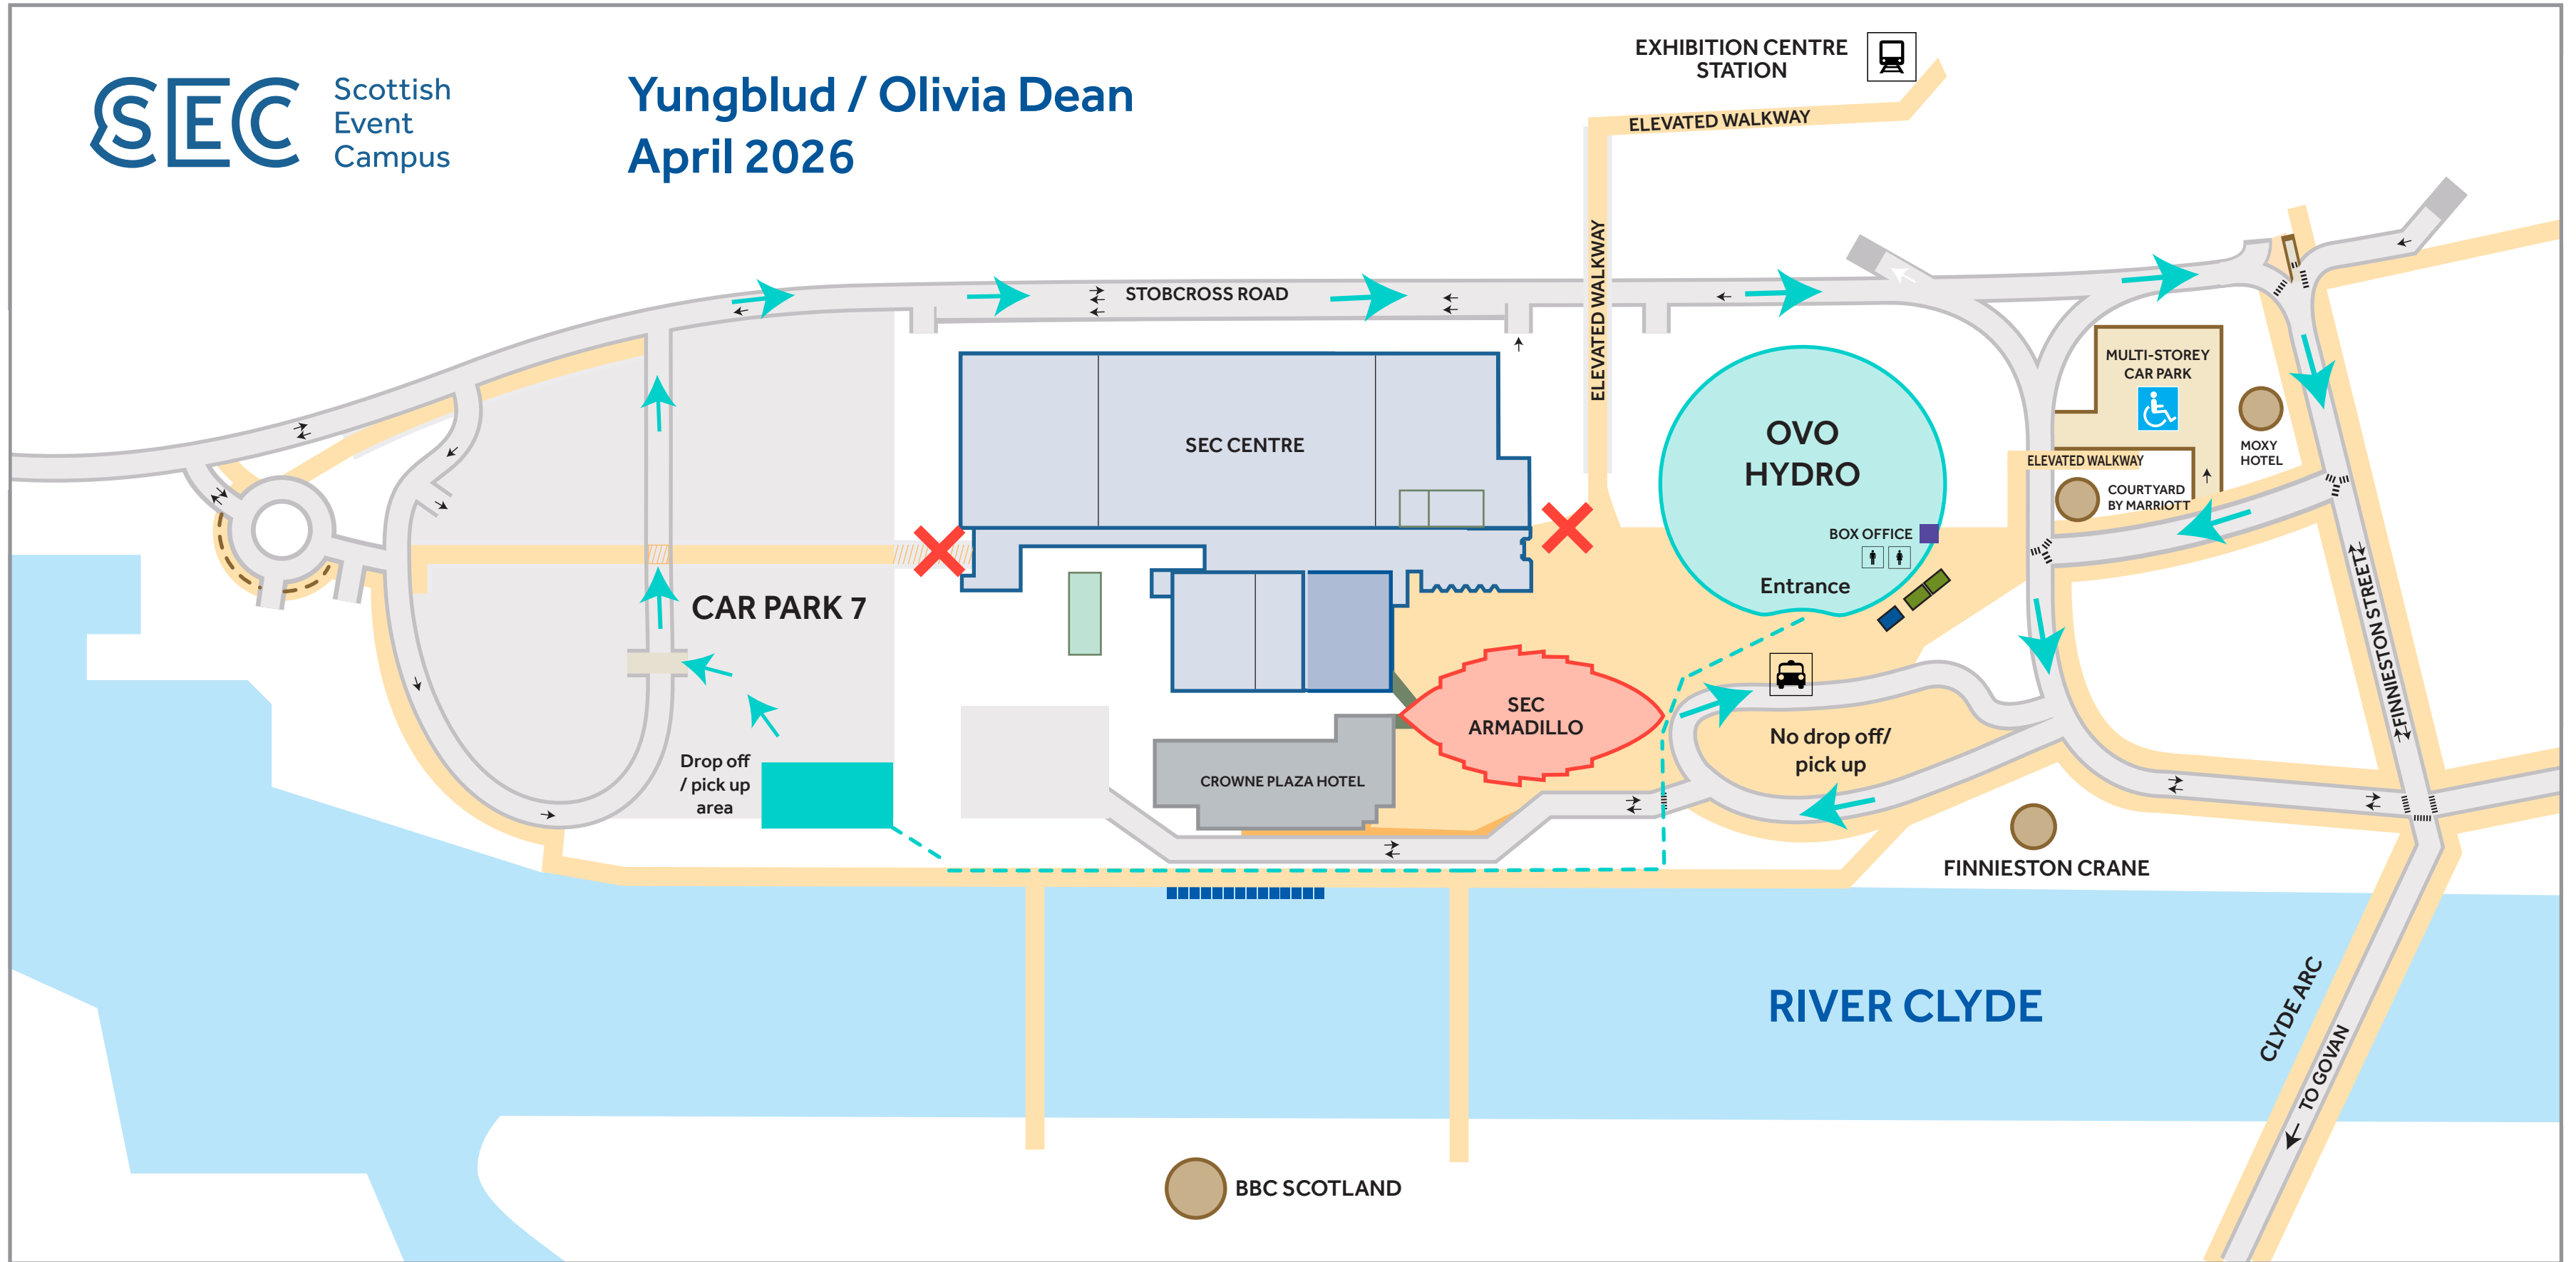 SEC
Scottish
Event
Campus
Yungblud / Olivia Dean
April 2026
EXHIBITION CENTRE
STATION
ELEVATED WALKWAY
ELEVATED WALKWAY
STOBCROSS ROAD
SEC CENTRE
OVO
HYDRO
BOX OFFICE
Entrance
MULTI-STOREY
CAR PARK
MOXY
HOTEL
ELEVATED WALKWAY
COURTYARD
BY MARRIOTT
FINNIESTON STREET
CAR PARK 7
Drop off
/ pick up
area
SEC
ARMADILLO
CROWNE PLAZA HOTEL
No drop off/
pick up
FINNIESTON CRANE
RIVER CLYDE
CLYDE ARC
TO GOVAN
BBC SCOTLAND